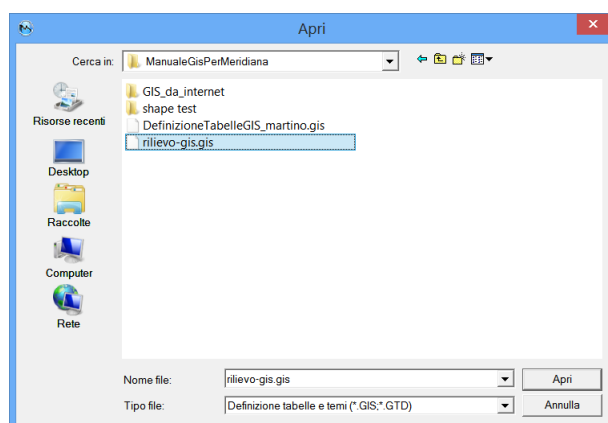 Apri
Cerca in:
ManualeGisPerMeridiana
GIS_da_internet
shape test
DefinizioneTabelleGIS_martino.gis
rilievo-gis.gis
Risorse recenti
Desktop
Raccolte
Computer
Rete
Nome file:
rilievo-gis.gis
Apri
Tipo file:
Definizione tabelle e temi (*.GIS;*.GTD)
Annulla